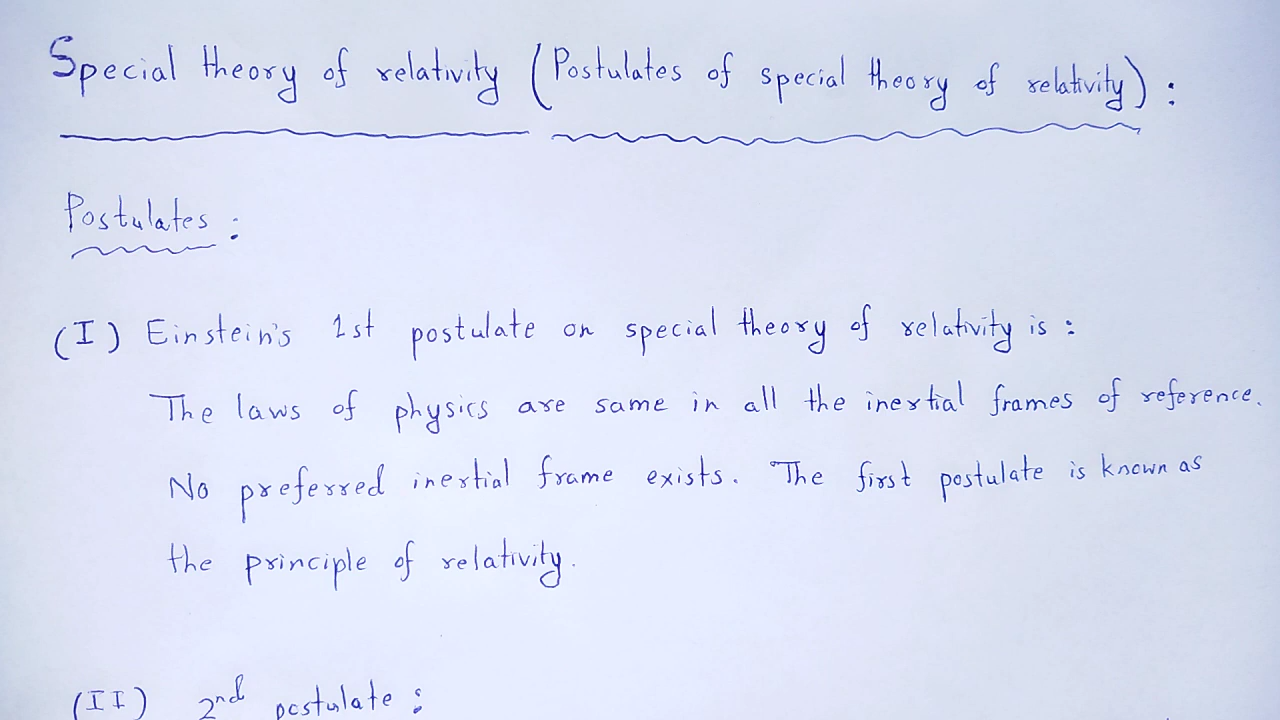 Special theory of relativity (Postulates of special theory of relativity) :
Postulates :
(I) Einstein's 1st postulate on special theory of relativity is :
The laws of physics are same in all the inertial frames of reference.
No preferred inertial frame exists. The first postulate is known as
the principle of relativity.
(II) 2nd postulate :